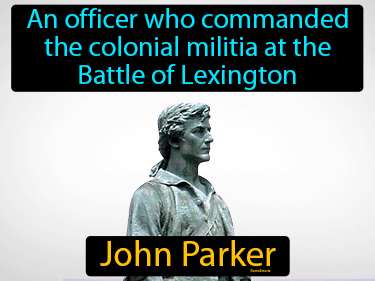 An officer who commanded
the colonial militia at the
Battle of Lexington
John Parker